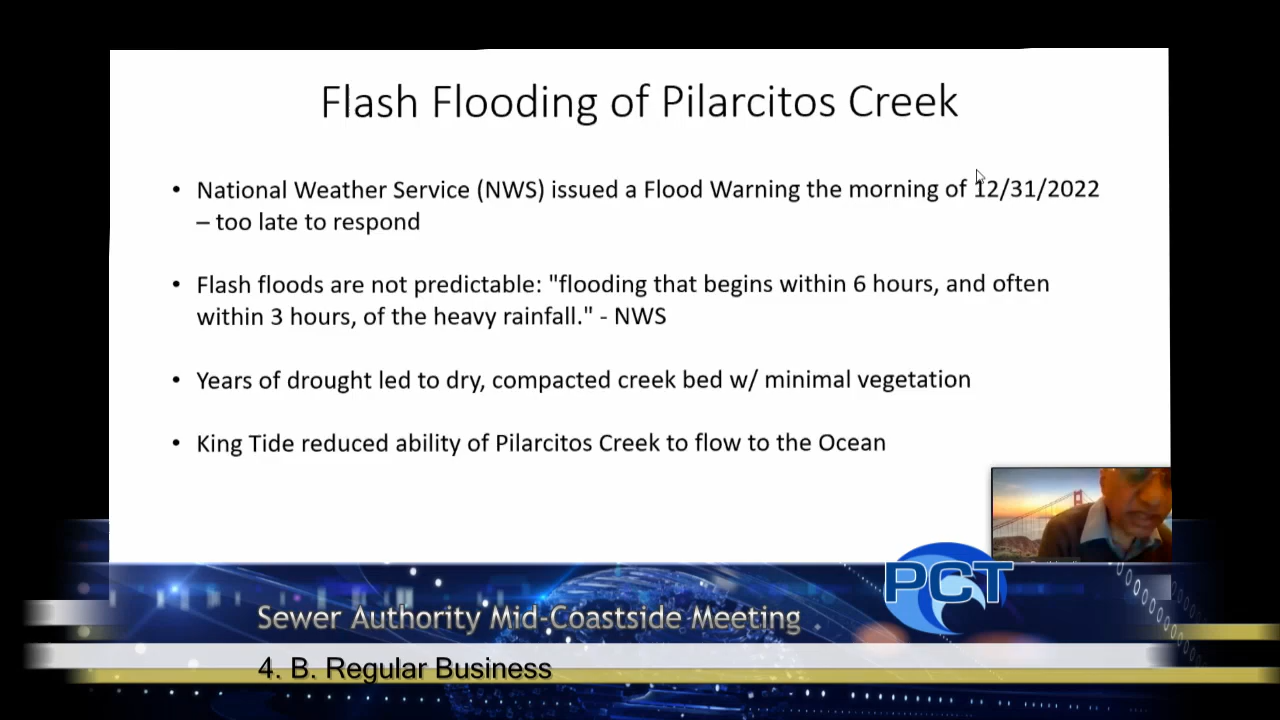 Flash Flooding of Pilarcitos Creek
• National Weather Service (NWS) issued a Flood Warning the morning of 12/31/2022
– too late to respond
• Flash floods are not predictable: "flooding that begins within 6 hours, and often
within 3 hours, of the heavy rainfall." - NWS
• Years of drought led to dry, compacted creek bed w/ minimal vegetation
• King Tide reduced ability of Pilarcitos Creek to flow to the Ocean
PCT
Sewer Authority Mid-Coastside Meeting
4. B. Regular Business